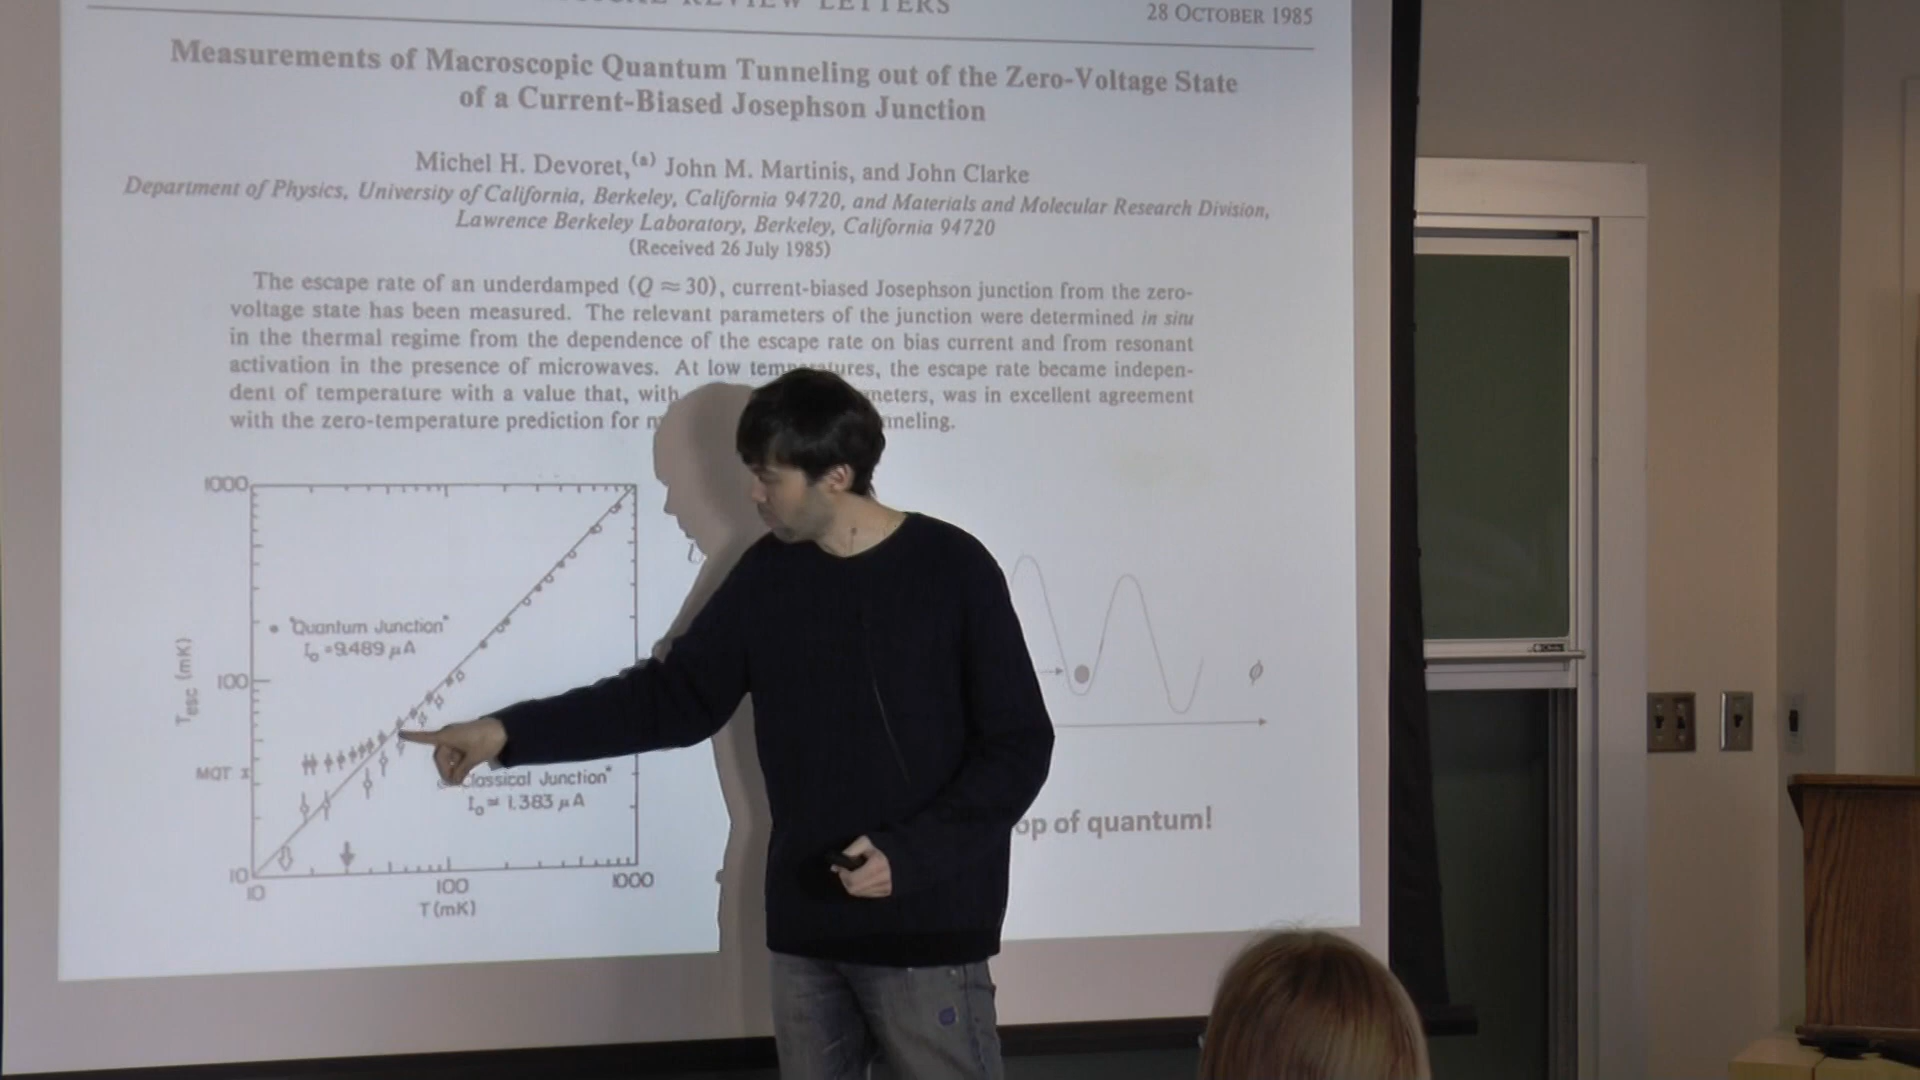 REVIEW LETTERS
28 OCTOBER 1985
Measurements of Macroscopic Quantum Tunneling out of the Zero-Voltage State
of a Current-Biased Josephson Junction
Michel H. Devoret,(a) John M. Martinis, and John Clarke
Department of Physics, University of California, Berkeley, California 94720, and Materials and Molecular Research Division,
Lawrence Berkeley Laboratory, Berkeley, California 94720
(Received 26 July 1985)
The escape rate of an underdamped (Q ≈ 30), current-biased Josephson junction from the zero-
voltage state has been measured. The relevant parameters of the junction were determined in situ
in the thermal regime from the dependence of the escape rate on bias current and from resonant
activation in the presence of microwaves. At low temperatures, the escape rate became indepen-
dent of temperature with a value that, with meters, was in excellent agreement
with the zero-temperature prediction for neling.
1000
"Quantum Junction"
I₀ = 9.489 μA
Tesc (mK)
100
MQT
"Classical Junction"
I₀ = 1.383 μA
10
10
100
1000
T (mK)
ϕ
op of quantum!